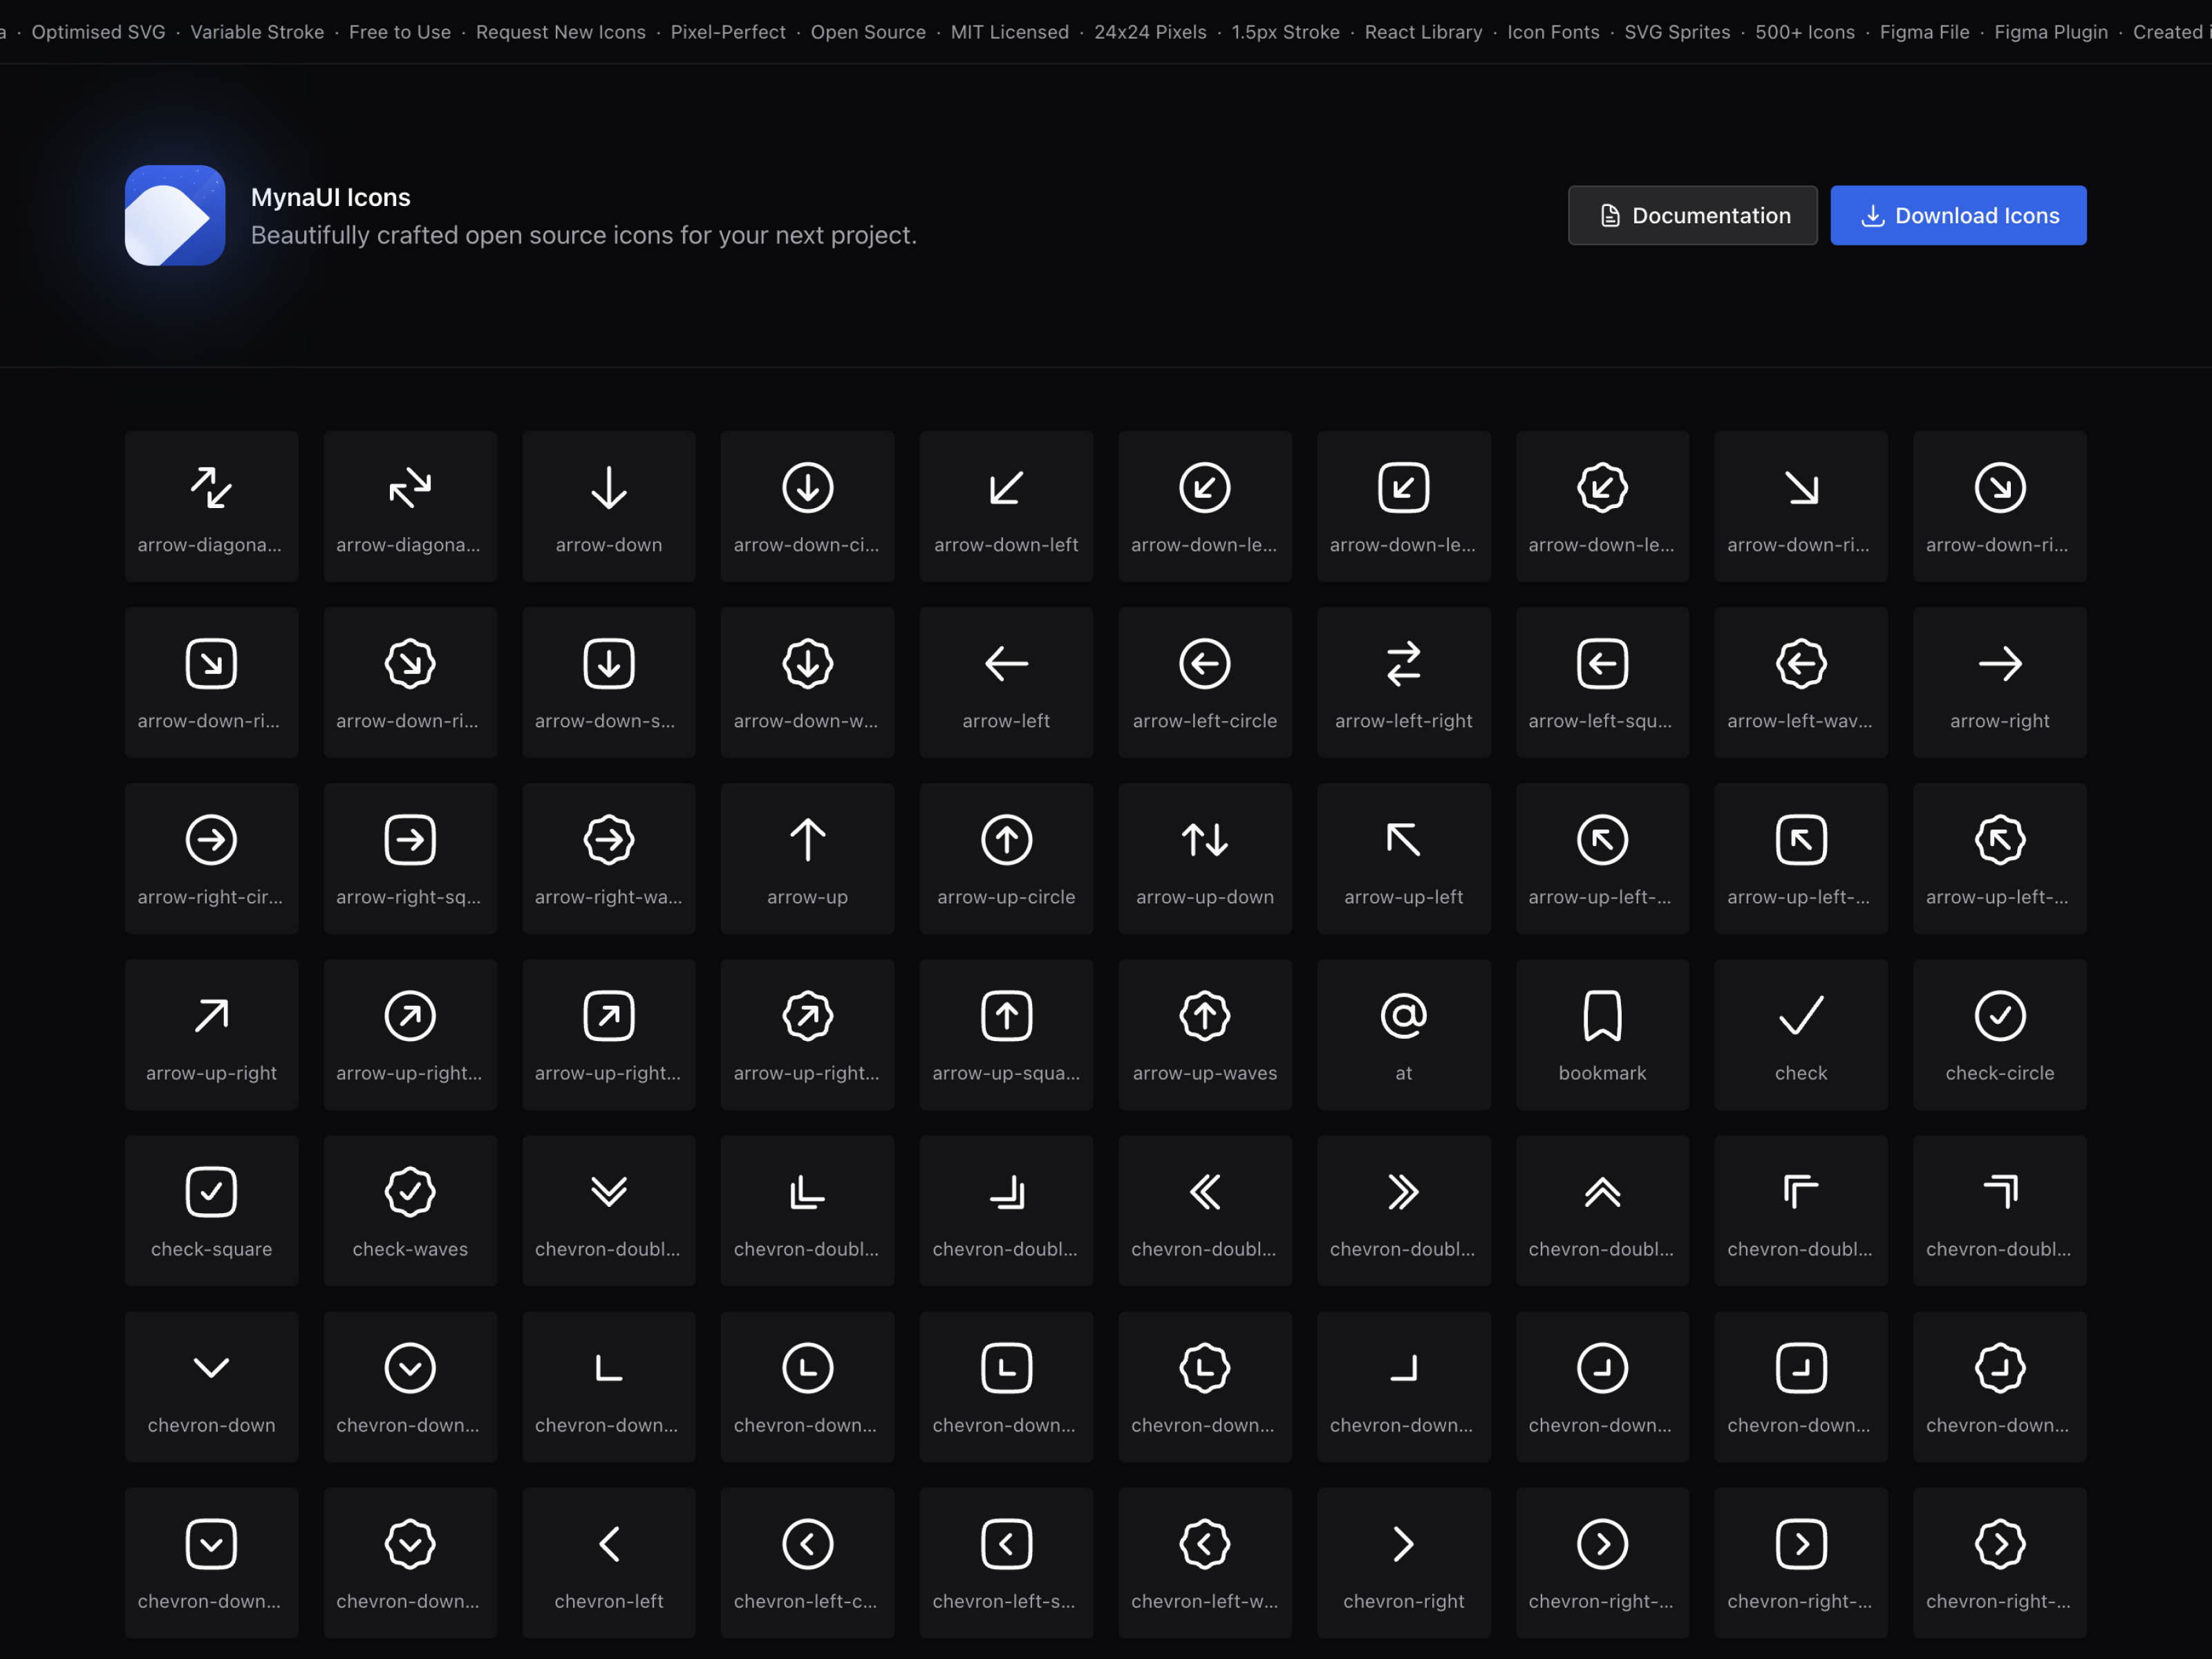 a · Optimised SVG · Variable Stroke · Free to Use · Request New Icons · Pixel-Perfect · Open Source · MIT Licensed · 24x24 Pixels · 1.5px Stroke · React Library · Icon Fonts · SVG Sprites · 500+ Icons · Figma File · Figma Plugin · Created i
MynaUI Icons
Beautifully crafted open source icons for your next project.
Documentation
Download Icons
arrow-diagona... arrow-diagona... arrow-down arrow-down-ci... arrow-down-left arrow-down-le... arrow-down-le... arrow-down-le... arrow-down-ri... arrow-down-ri...
arrow-down-ri... arrow-down-ri... arrow-down-s... arrow-down-w... arrow-left arrow-left-circle arrow-left-right arrow-left-squ... arrow-left-wav... arrow-right
arrow-right-cir... arrow-right-sq... arrow-right-wa... arrow-up arrow-up-circle arrow-up-down arrow-up-left arrow-up-left-... arrow-up-left-... arrow-up-left-...
arrow-up-right arrow-up-right... arrow-up-right... arrow-up-right... arrow-up-squa... arrow-up-waves at bookmark check check-circle
check-square check-waves chevron-doubl... chevron-doubl... chevron-doubl... chevron-doubl... chevron-doubl... chevron-doubl... chevron-doubl... chevron-doubl...
chevron-down chevron-down... chevron-down... chevron-down... chevron-down... chevron-down... chevron-down... chevron-down... chevron-down... chevron-down...
chevron-down... chevron-down... chevron-left chevron-left-c... chevron-left-s... chevron-left-w... chevron-right chevron-right-... chevron-right-... chevron-right-...